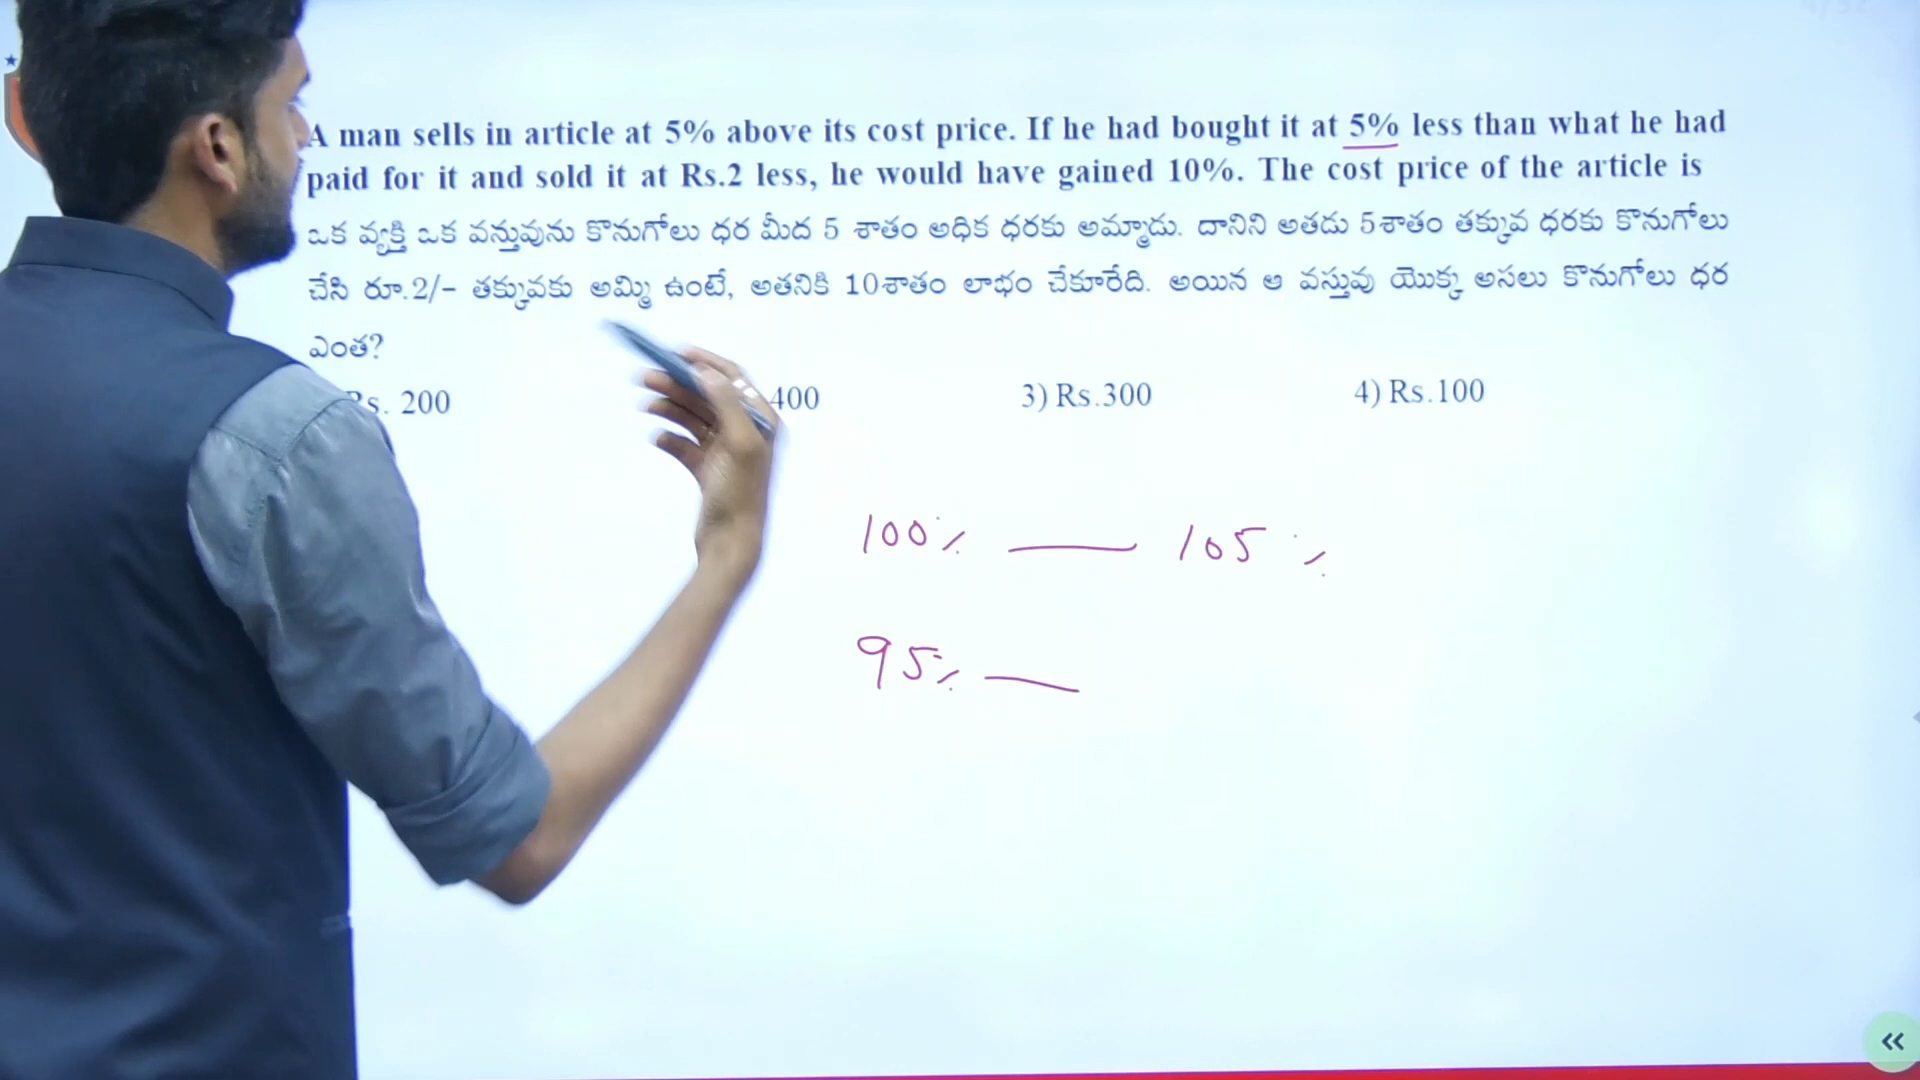 A man sells in article at 5% above its cost price. If he had bought it at 5% less than what he had
paid for it and sold it at Rs.2 less, he would have gained 10%. The cost price of the article is
ఒక వ్యక్తి ఒక వస్తువును కొనుగోలు ధర మీద 5 శాతం అధిక ధరకు అమ్మాడు. దానిని అతడు 5శాతం తక్కువ ధరకు కొనుగోలు
చేసి రూ.2/- తక్కువకు అమ్మి ఉంటే, అతనికి 10శాతం లాభం చేకూరేది. అయిన ఆ వస్తువు యొక్క అసలు కొనుగోలు ధర
ఎంత?
Rs. 200 400 3) Rs.300 4) Rs.100
100% — 105 %
95% —